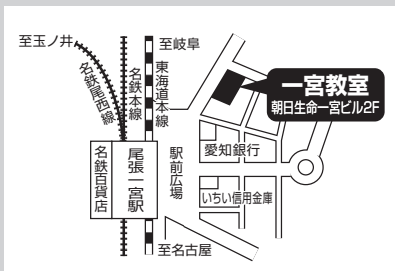 至玉ノ井
至岐阜
名鉄尾西線
名鉄本線
東海道本線
一宮教室
朝日生命一宮ビル2F
名鉄百貨店
尾張一宮駅
駅前広場
愛知銀行
いちい信用金庫
至名古屋